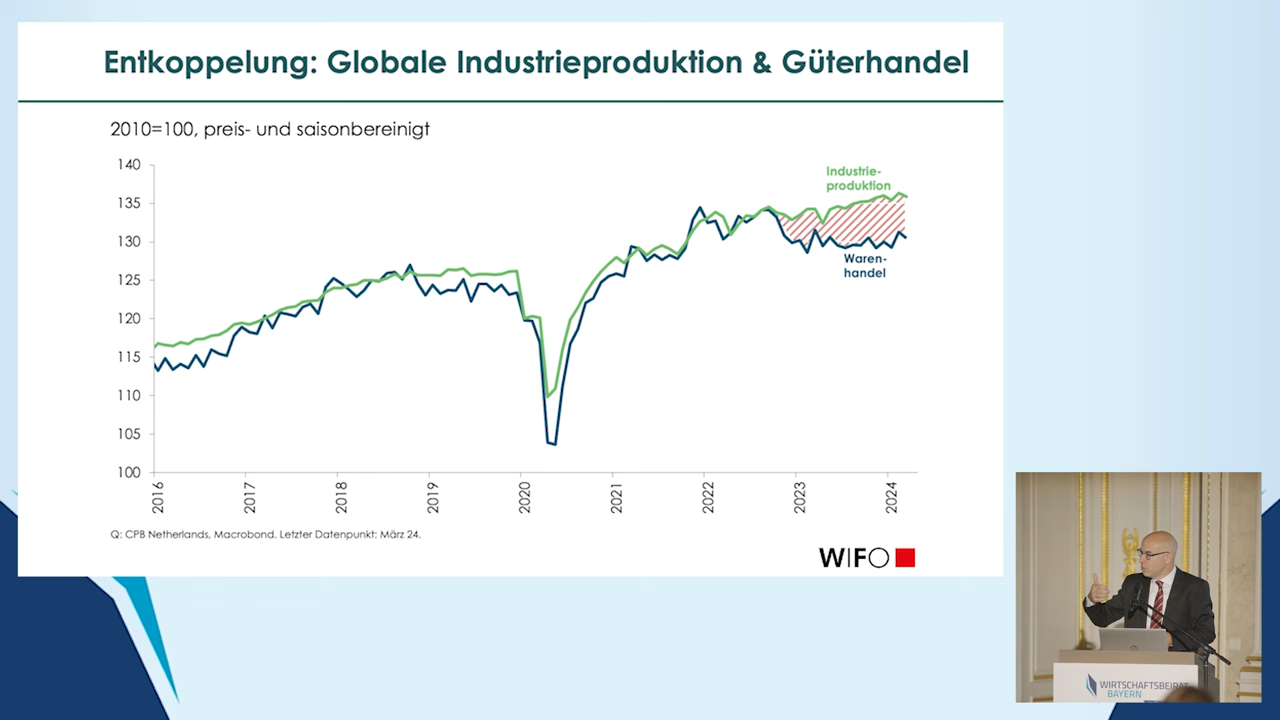 Entkoppelung: Globale Industrieproduktion & Güterhandel
2010=100, preis- und saisonbereinigt
140
135
130
125
120
115
110
105
100
Industrie-
produktion
Waren-
handel
2016
2017
2018
2019
2020
2021
2022
2023
2024
Q: CPB Netherlands, Macrobond. Letzter Datenpunkt: März 24.
WIFO
WIRTSCHAFTSBEIRAT
BAYERN